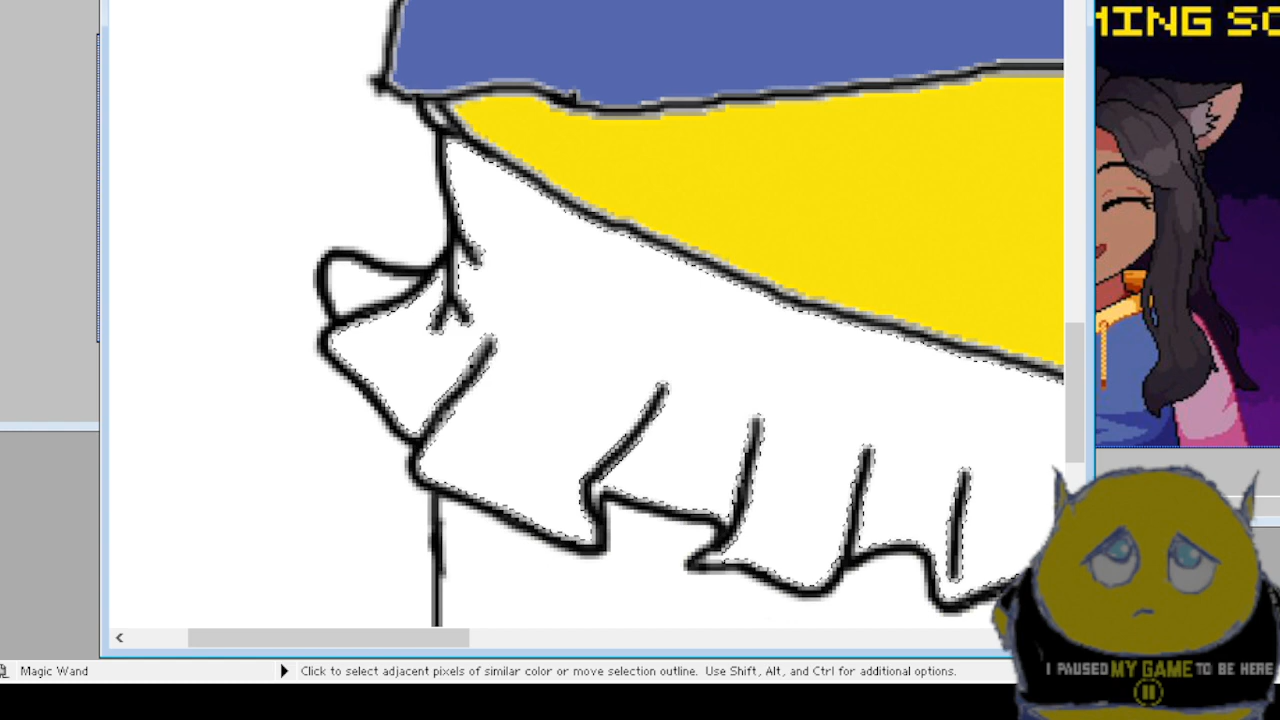 MING SO
I PAUSED MY GAME TO BE HERE
Magic Wand
Click to select adjacent pixels of similar color or move selection outline. Use Shift, Alt, and Ctrl for additional options.